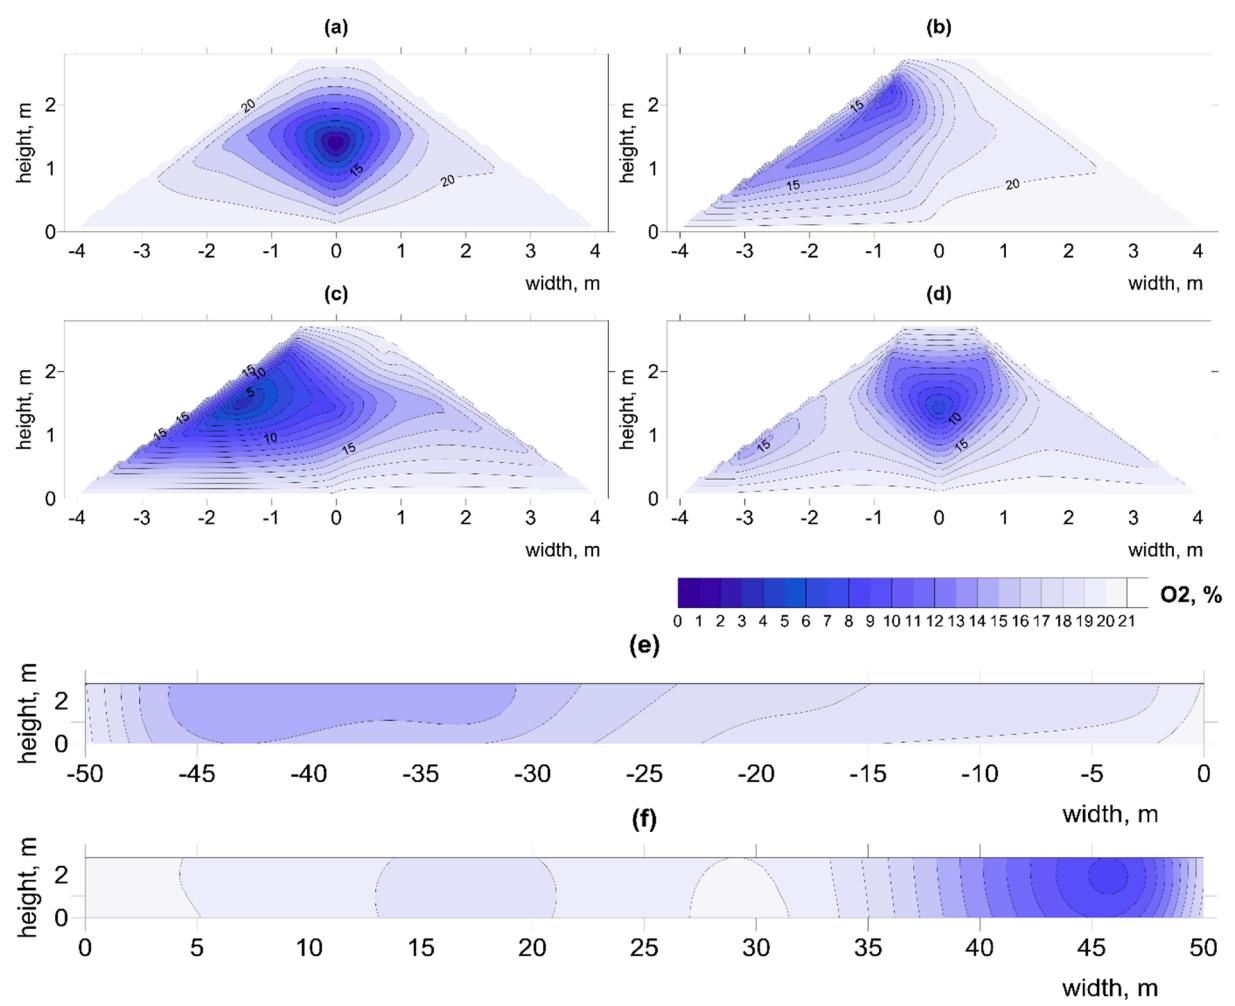 (a) (b)
height, m 2 1 0 20 15 20
-4 -3 -2 -1 0 1 2 3 4
width, m
height, m 2 1 0 15 15 20
-4 -3 -2 -1 0 1 2 3 4
width, m
(c) (d)
height, m 2 1 0 15 10 5 15 15 10 15
-4 -3 -2 -1 0 1 2 3 4
width, m
height, m 2 1 0 15 10 15
-4 -3 -2 -1 0 1 2 3 4
width, m
O2, %
0 1 2 3 4 5 6 7 8 9 10 11 12 13 14 15 16 17 18 19 20 21
(e)
height, m 2 0
-50 -45 -40 -35 -30 -25 -20 -15 -10 -5 0
width, m
(f)
height, m 2 0
0 5 10 15 20 25 30 35 40 45 50
width, m